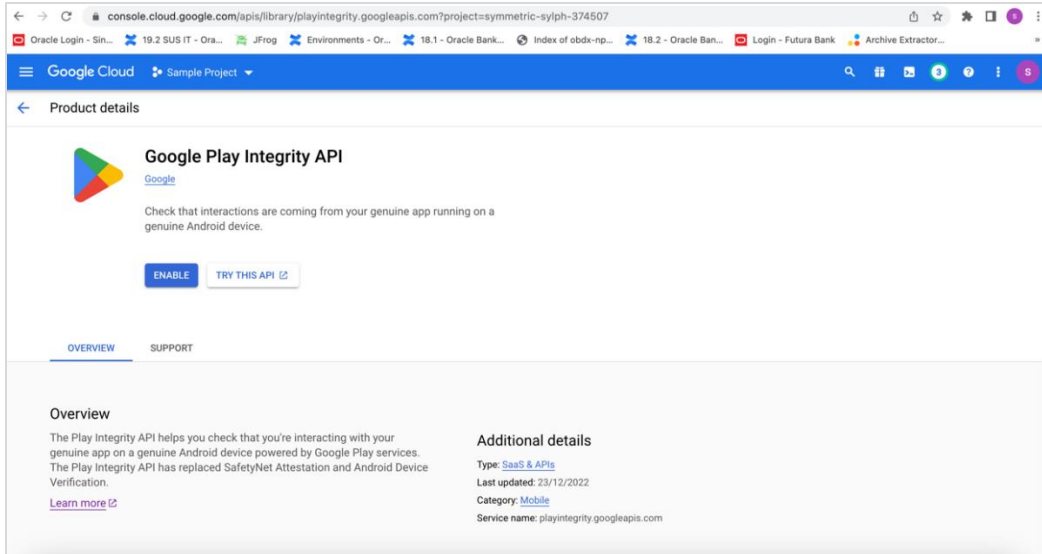 console.cloud.google.com/apis/library/playintegrity.googleapis.com?project=symmetric-sylph-374507
Oracle Login - Sin... 19.2 SUS IT - Ora... JFrog Environments - Or... 18.1 - Oracle Bank... Index of obdx-np... 18.2 - Oracle Ban... Login - Futura Bank Archive Extractor... »
Google Cloud Sample Project 3 S
Product details
Google Play Integrity API
Google
Check that interactions are coming from your genuine app running on a
genuine Android device.
ENABLE TRY THIS API
OVERVIEW SUPPORT
Overview
The Play Integrity API helps you check that you're interacting with your
genuine app on a genuine Android device powered by Google Play services.
The Play Integrity API has replaced SafetyNet Attestation and Android Device
Verification.
Learn more
Additional details
Type: SaaS & APIs
Last updated: 23/12/2022
Category: Mobile
Service name: playintegrity.googleapis.com